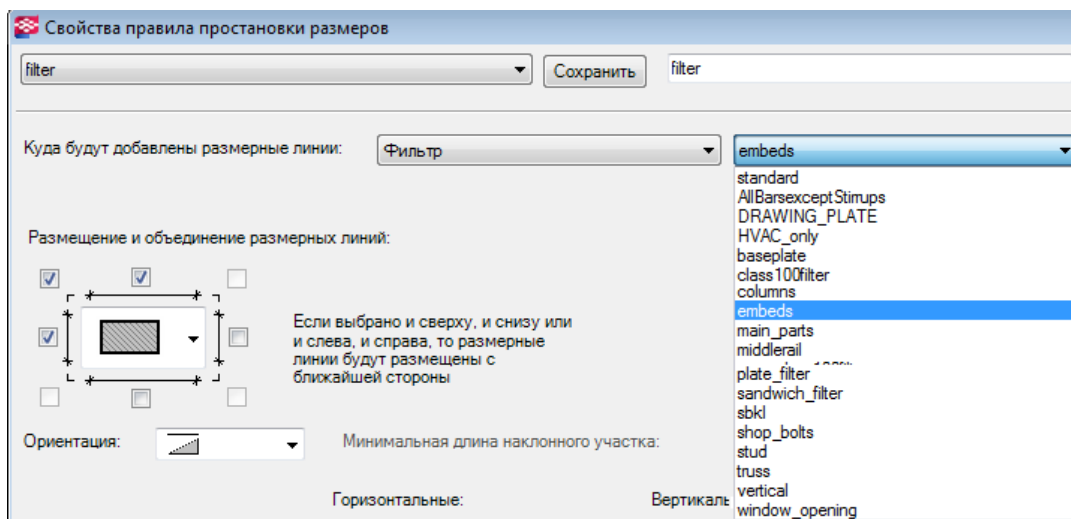 Свойства правила простановки размеров
filter
Сохранить
filter
Куда будут добавлены размерные линии:
Фильтр
embeds
standard
AllBarsexceptStirrups
DRAWING_PLATE
HVAC_only
baseplate
class100filter
columns
embeds
main_parts
middlerail
plate_filter
sandwich_filter
sbkl
shop_bolts
stud
truss
vertical
window_opening
Размещение и объединение размерных линий:
Если выбрано и сверху, и снизу или
и слева, и справа, то размерные
линии будут размещены с
ближайшей стороны
Ориентация:
Минимальная длина наклонного участка:
Горизонтальные: